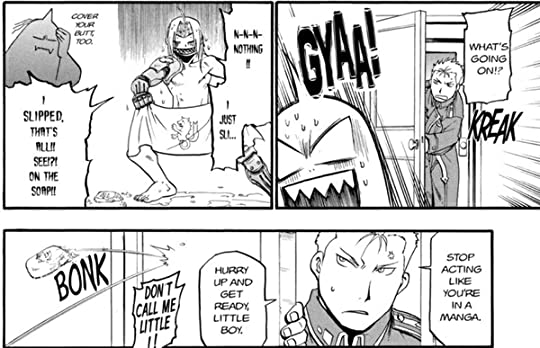 WHAT'S
GOING
ON!?
KREAK
GYAA!
N-N-N-
NOTHING
!!
I
JUST
SLI...
COVER
YOUR
BUTT,
TOO.
I
SLIPPED,
THAT'S
ALL!!
SEE!?!
ON THE
SOAP!!
STOP
ACTING
LIKE
YOU'RE
IN A
MANGA.
HURRY
UP AND
GET
READY,
LITTLE
BOY.
DON'T
CALL ME
LITTLE
!!
BONK